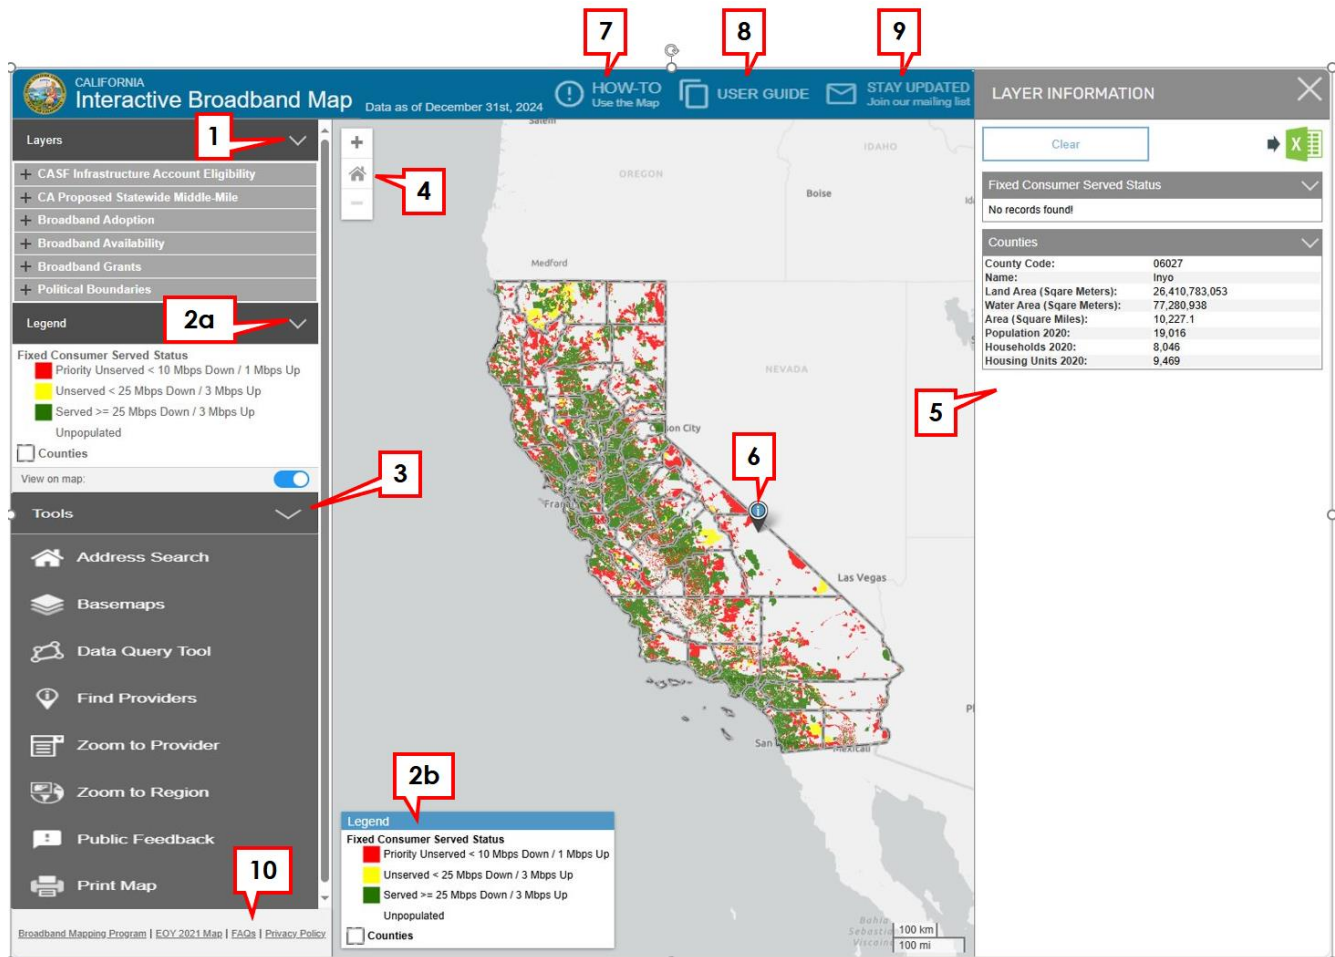 7
8
9
CALIFORNIA
Interactive Broadband Map
Data as of December 31st, 2024
HOW-TO
Use the Map
USER GUIDE
STAY UPDATED
Join our mailing list
LAYER INFORMATION
Layers
1
+ CASF Infrastructure Account Eligibility
+ CA Proposed Statewide Middle-Mile
+ Broadband Adoption
+ Broadband Availability
+ Broadband Grants
+ Political Boundaries
Legend
2a
Fixed Consumer Served Status
Priority Unserved < 10 Mbps Down / 1 Mbps Up
Unserved < 25 Mbps Down / 3 Mbps Up
Served >= 25 Mbps Down / 3 Mbps Up
Unpopulated
Counties
View on map:
Tools
3
Address Search
Basemaps
Data Query Tool
Find Providers
Zoom to Provider
Zoom to Region
Public Feedback
Print Map
10
Broadband Mapping Program | EOY 2021 Map | FAQs | Privacy Policy
+
4
−
Salem
OREGON
IDAHO
Boise
Medford
NEVADA
6
Las Vegas
Mexicali
2b
Legend
Fixed Consumer Served Status
Priority Unserved < 10 Mbps Down / 1 Mbps Up
Unserved < 25 Mbps Down / 3 Mbps Up
Served >= 25 Mbps Down / 3 Mbps Up
Unpopulated
Counties
Bahia
100 km
100 mi
Clear
Fixed Consumer Served Status
No records found!
Counties
County Code: 06027
Name: Inyo
Land Area (Sqare Meters): 26,410,783,053
Water Area (Sqare Meters): 77,280,938
Area (Square Miles): 10,227.1
Population 2020: 19,016
Households 2020: 8,046
Housing Units 2020: 9,469
5